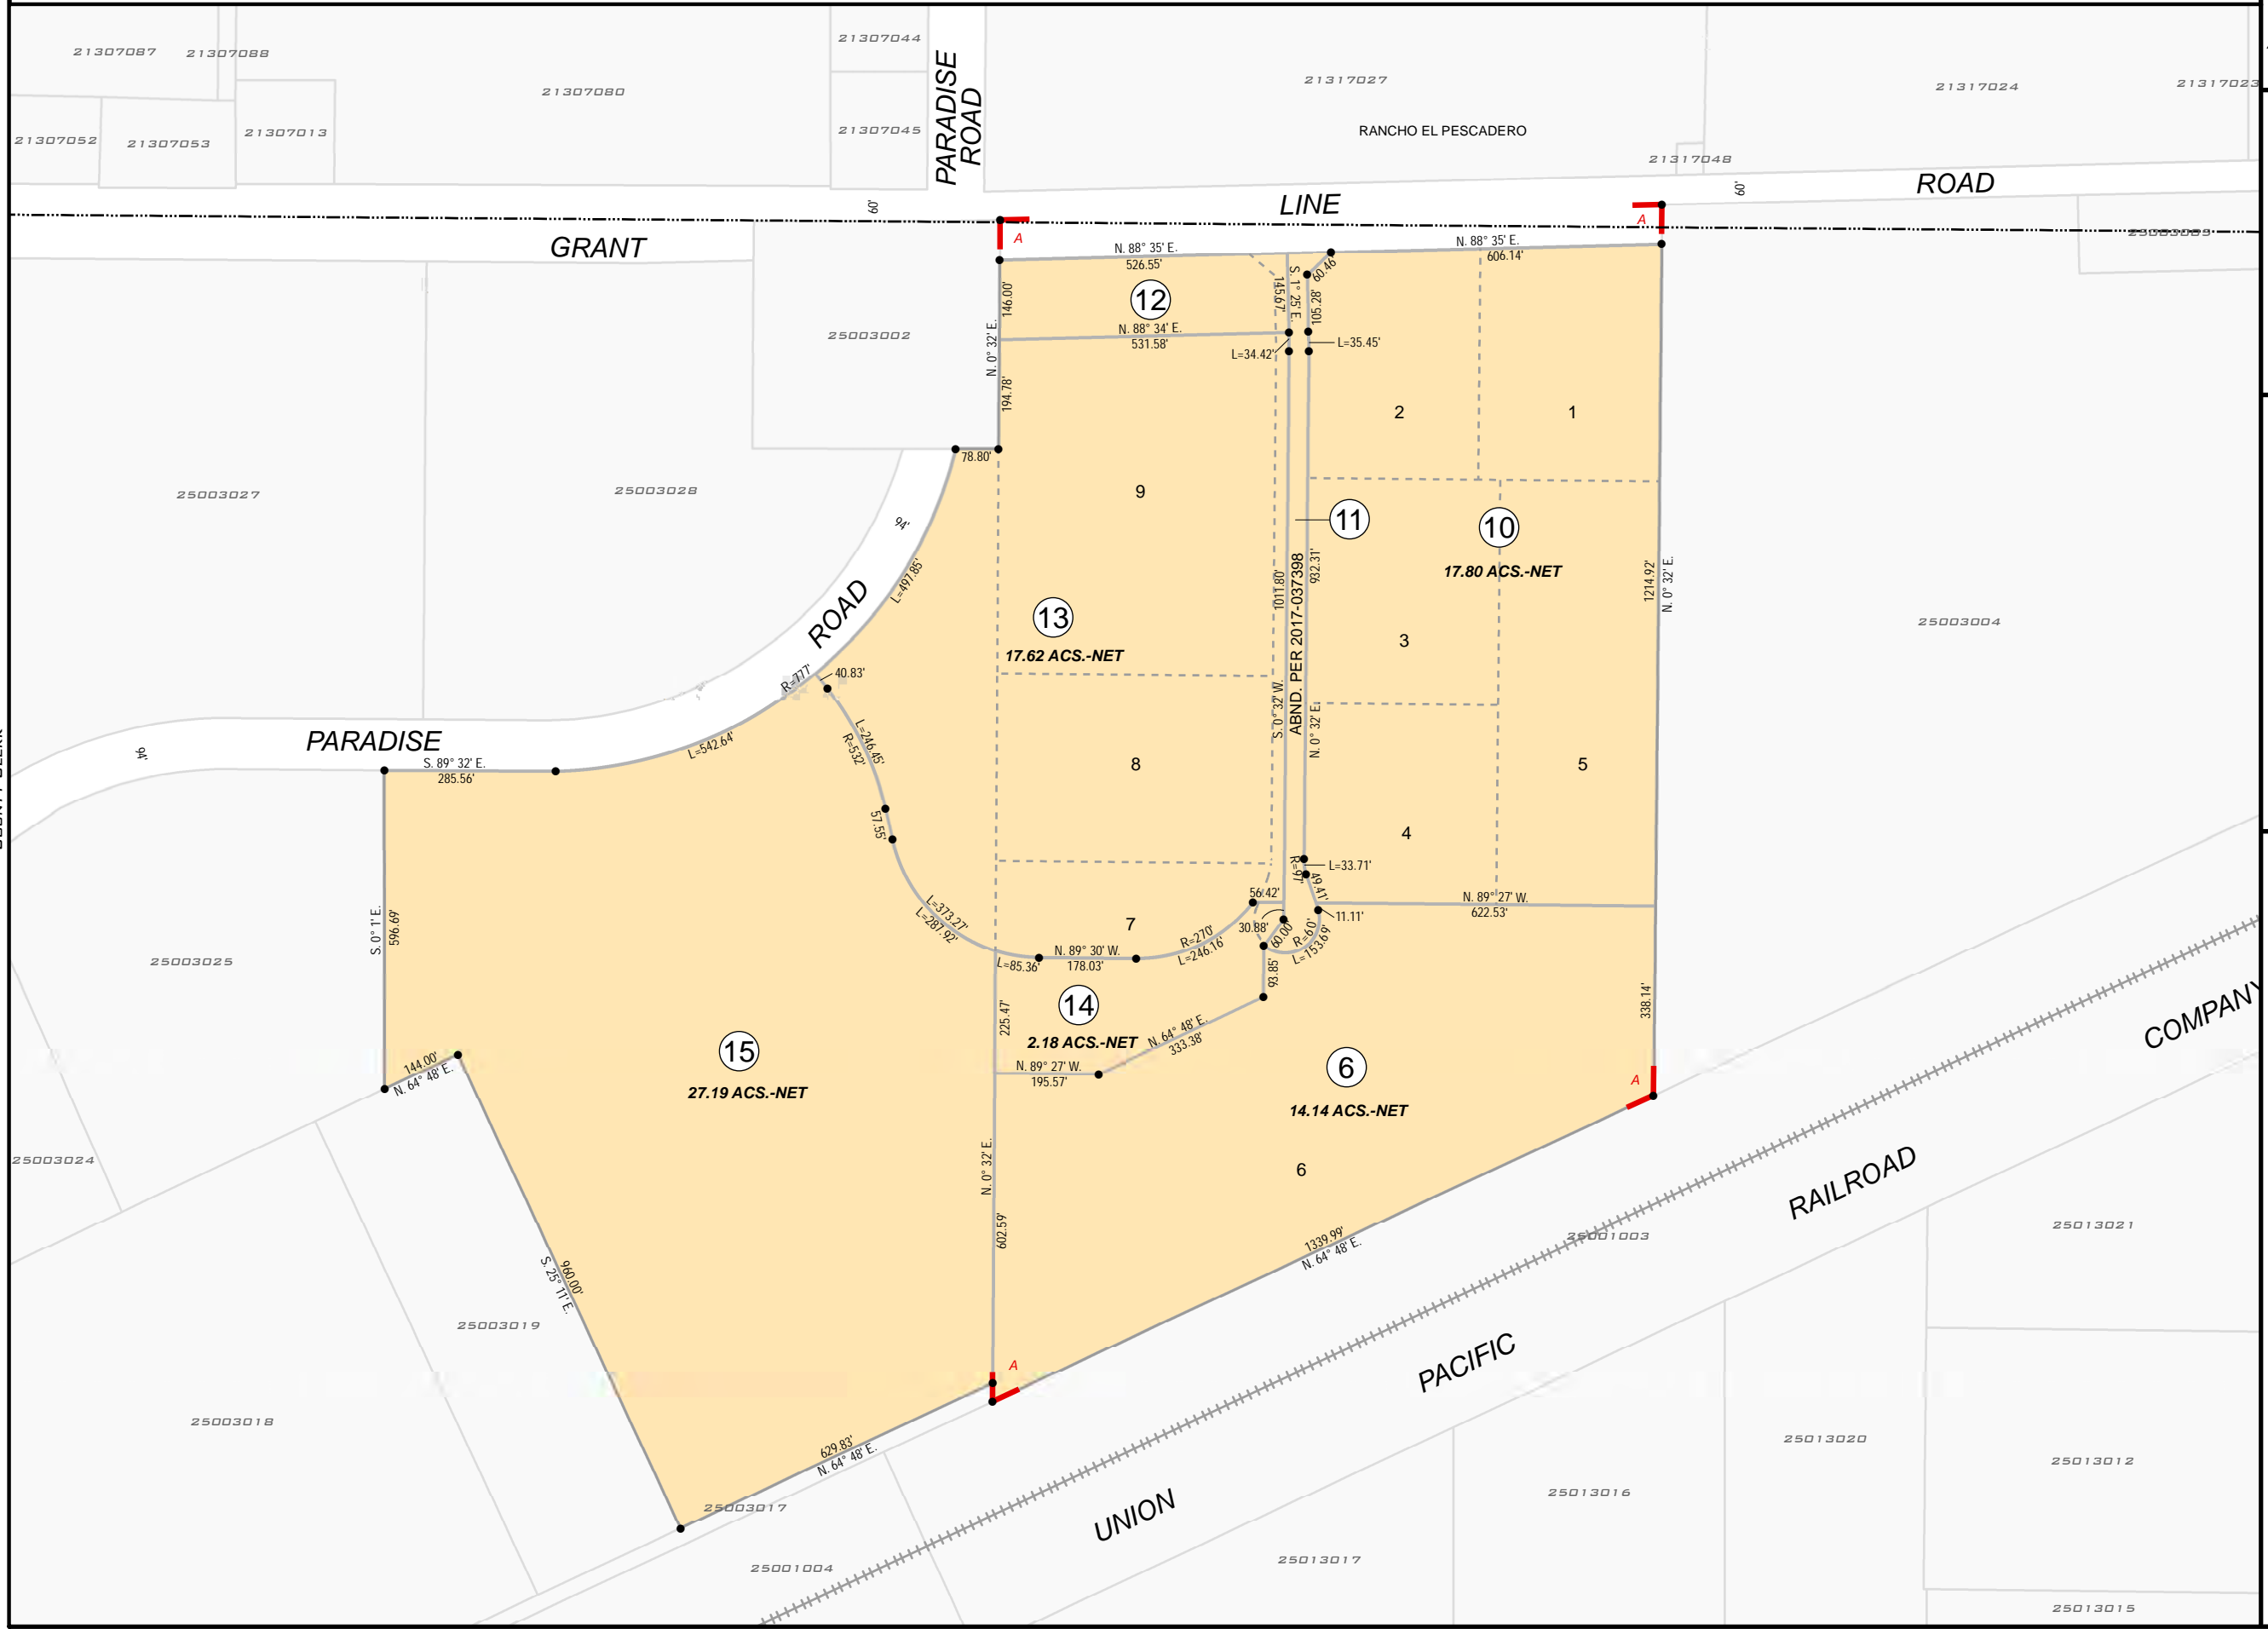 21307087
21307088
21307080
21307044
21307052
21307053
21307013
21307045
PARADISE
ROAD
21317027
RANCHO EL PESCADERO
21317024
21317023
21317048
60'
60'
GRANT
LINE
ROAD
25003005
A
A
N. 88° 35' E.
526.55'
N. 88° 35' E.
606.14'
60.46
12
146.00'
145.67'
S. 1° 25' E.
105.28'
N. 88° 34' E.
531.58'
N. 0° 32' E.
194.78'
L=34.42'
L=35.45'
25003002
2
1
78.80'
25003027
25003028
9
94'
11
10
17.80 ACS.-NET
L=497.85'
ROAD
1011.80'
ABND. PER 2017-037398
932.31'
1214.92'
N. 0° 32' E.
25003004
13
17.62 ACS.-NET
3
R=777'
40.83'
S. 0° 32' W.
N. 0° 32' E.
PARADISE
94'
S. 89° 32' E.
285.56'
L=542.64'
L=246.45'
R=532'
57.55'
8
5
4
R=97'
L=33.71'
49.41'
56.42'
11.11'
N. 89° 27' W.
622.53'
S. 0° 1' E.
596.69'
L=373.27'
L=287.92'
7
R=270'
L=246.16'
30.88'
60.00'
R=60'
L=153.69'
N. 89° 30' W.
178.03'
L=85.36'
93.85'
25003025
225.47'
14
2.18 ACS.-NET
N. 64° 48' E.
333.38'
338.14'
COMPANY
15
27.19 ACS.-NET
144.00'
N. 64° 48' E.
N. 89° 27' W.
195.57'
6
14.14 ACS.-NET
A
25003024
N. 0° 32' E.
602.59'
6
RAILROAD
1339.99'
N. 64° 48' E.
25001003
25013021
960.00'
S. 25° 11' E.
25003019
A
PACIFIC
25003018
629.83'
N. 64° 48' E.
25013020
25013012
25003017
UNION
25013016
25001004
25013017
25013015